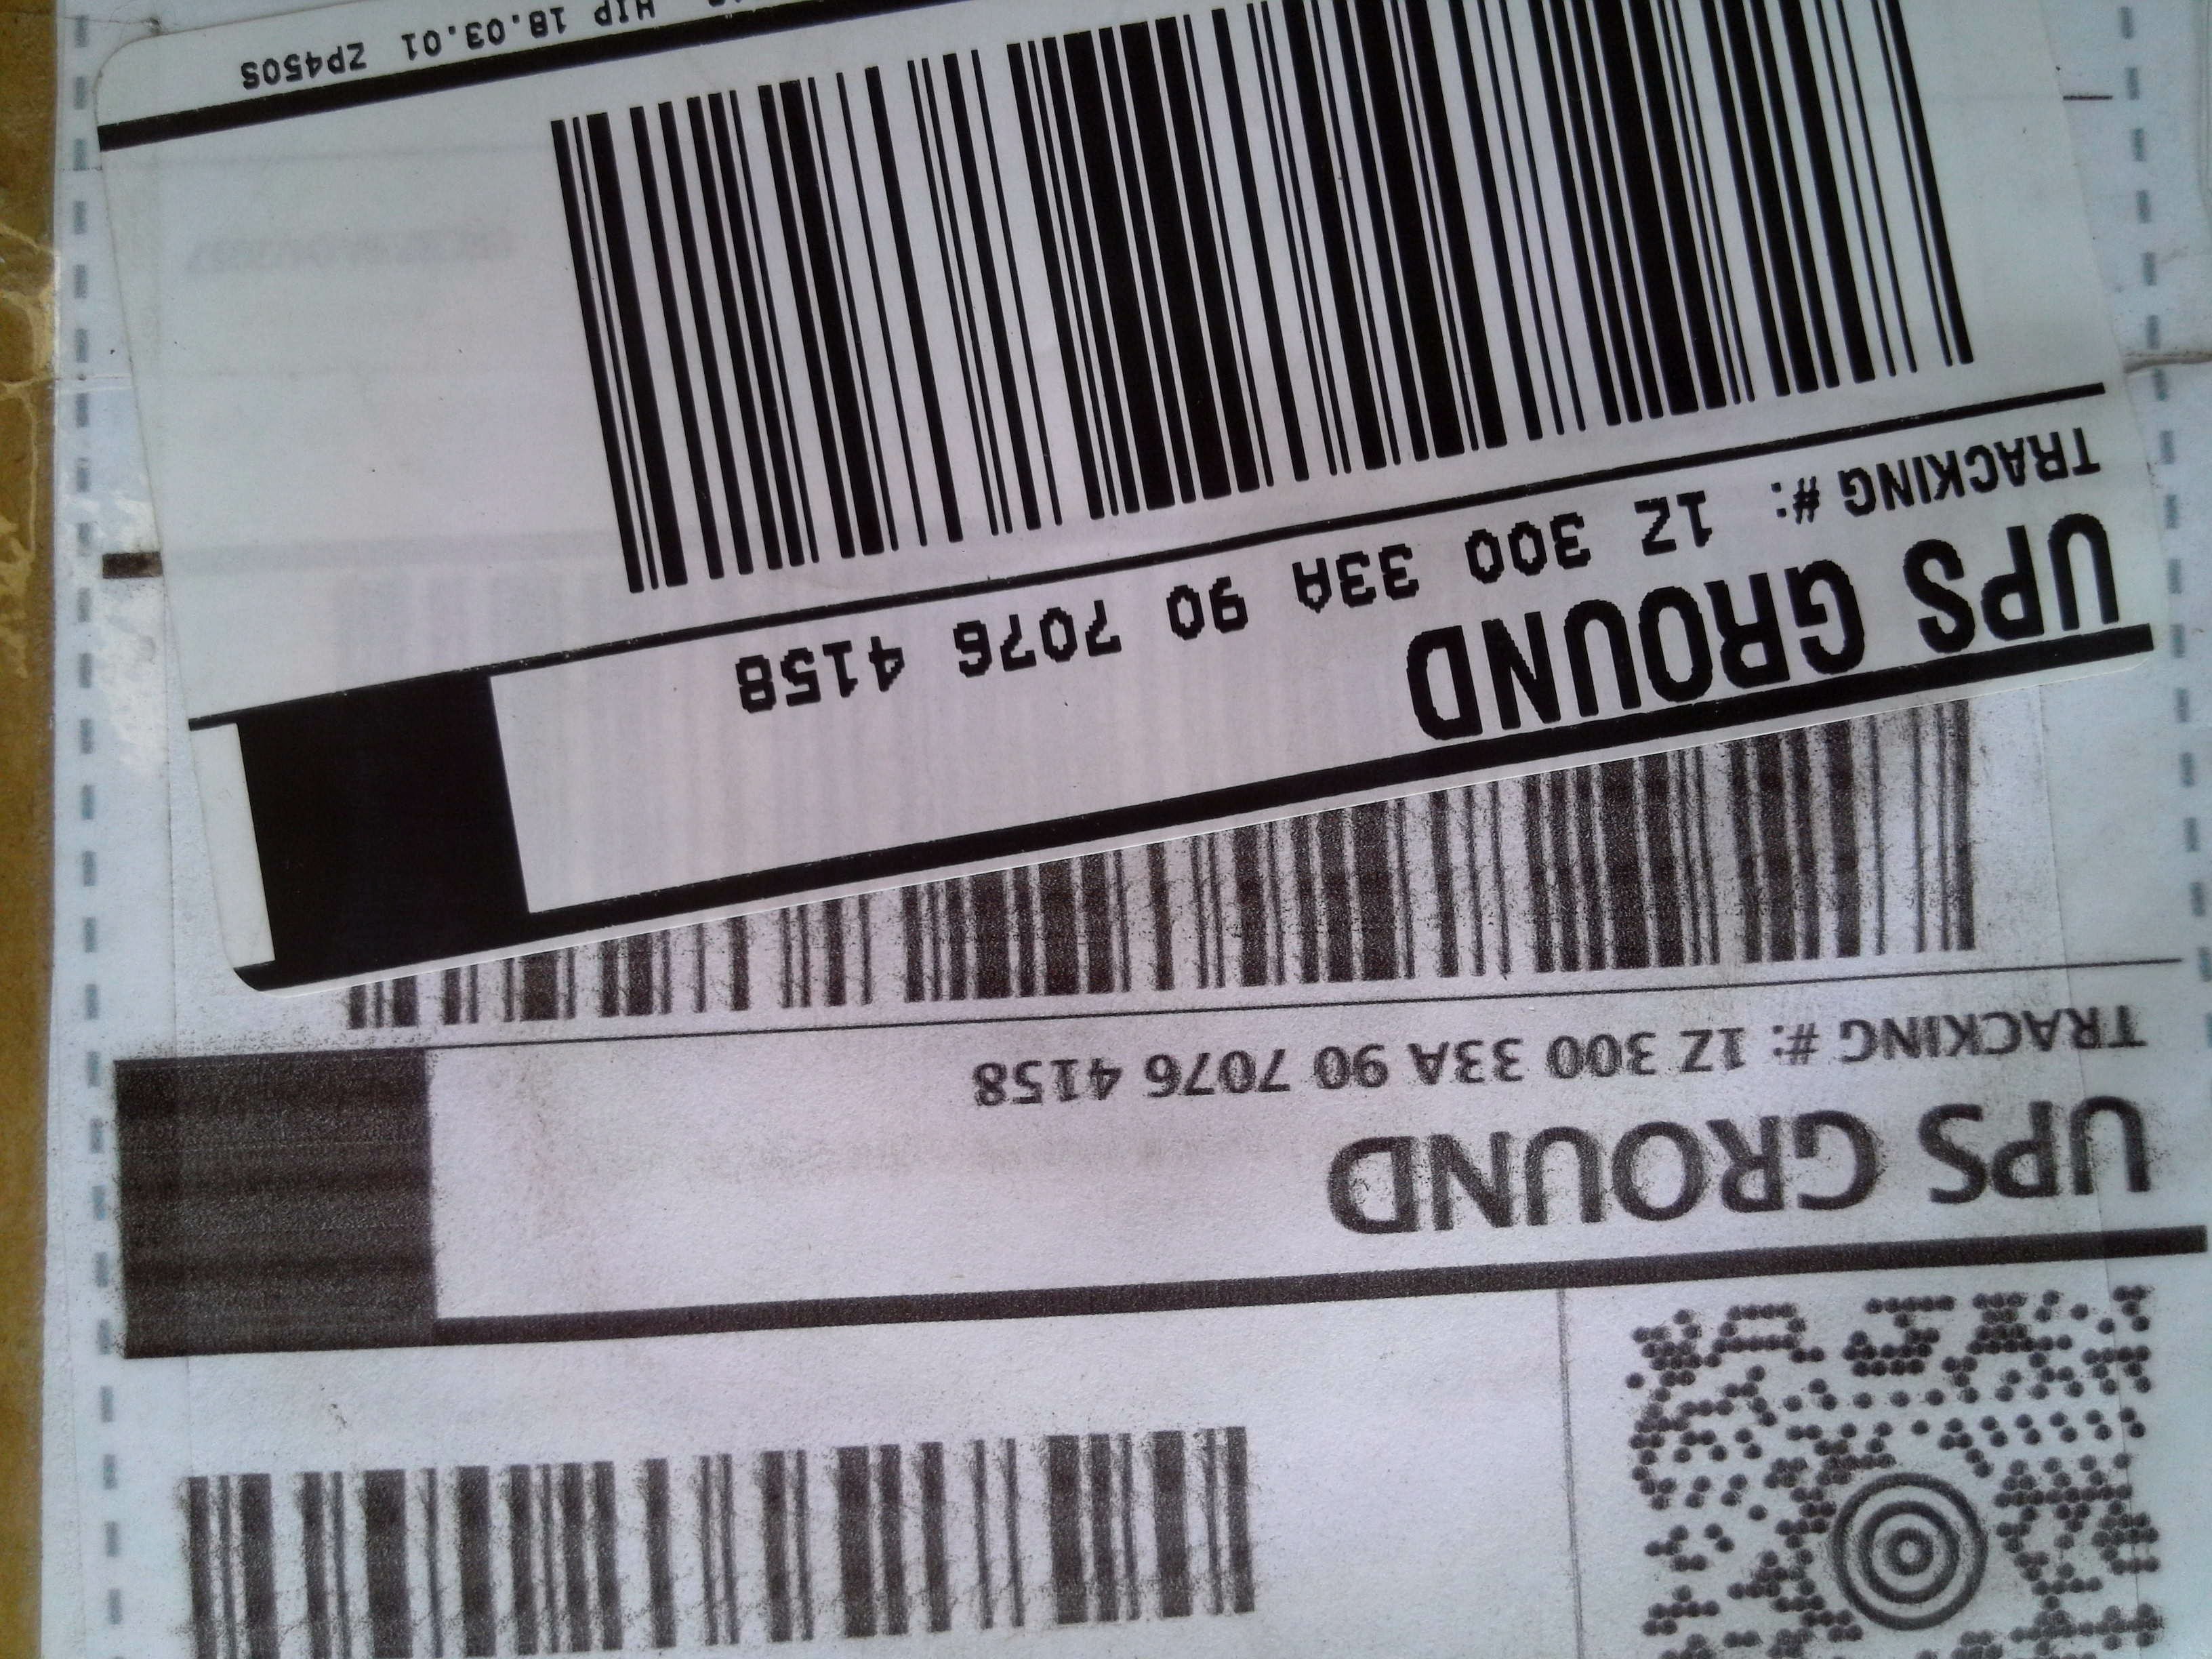 UPS GROUND
TRACKING #: 1Z 300 33A 90 7076 4158
UPS GROUND
TRACKING #: 1Z 300 33A 90 7076 4158
18.03.01 ZP450S